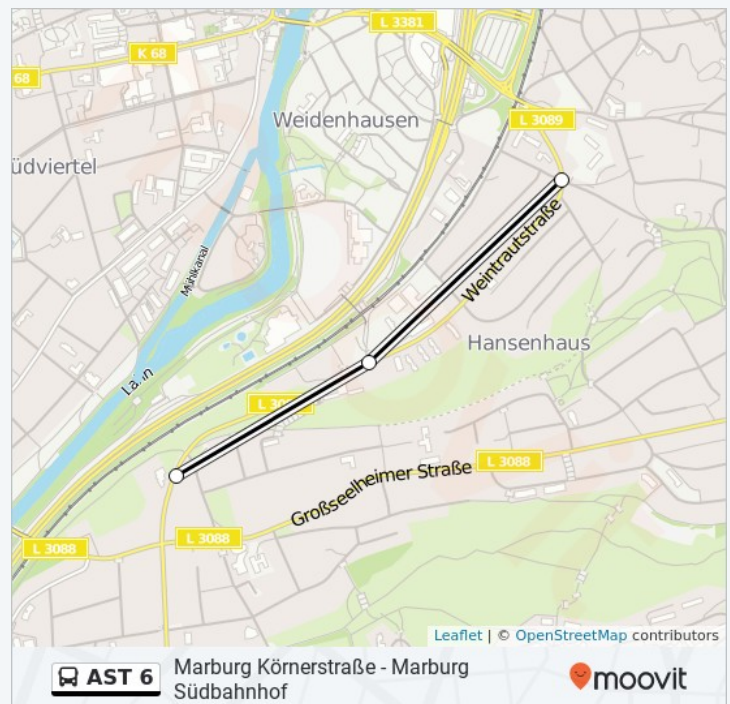 L 3381
K 68
68
Weidenhausen
L 3089
üdviertel
Mühlkanal
Weintrautstraße
Hansenhaus
Lahn
Großseelheimer Straße
L 3088
L 3088
L 3088
Leaflet | © OpenStreetMap contributors
AST 6
Marburg Körnerstraße - Marburg
Südbahnhof
moovit